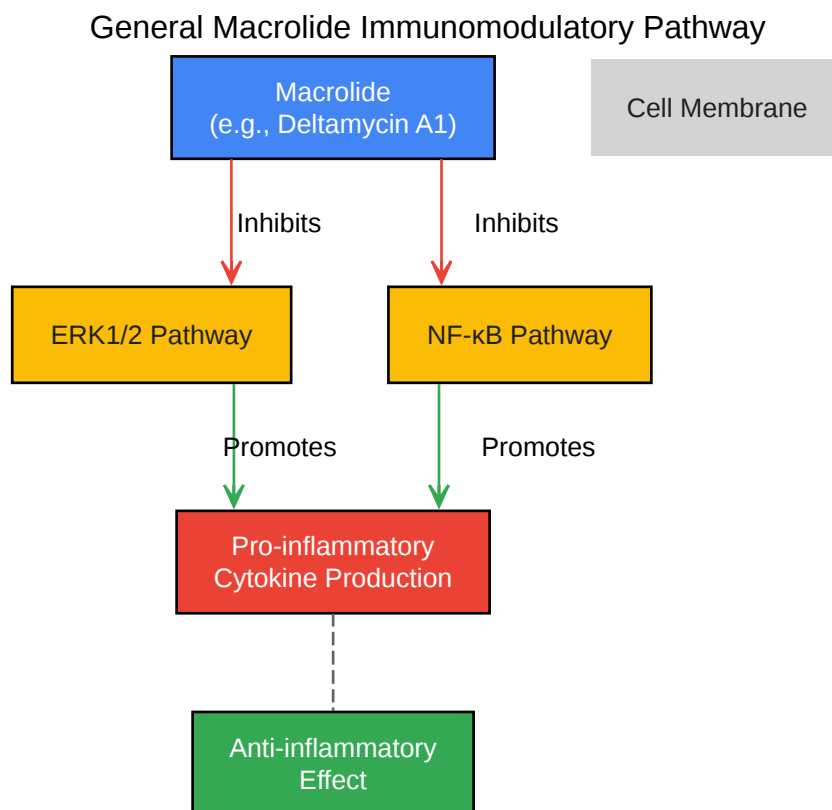 General Macrolide Immunomodulatory Pathway
Macrolide
(e.g., Deltamycin A1)
Cell Membrane
Inhibits
Inhibits
ERK1/2 Pathway
NF-κB Pathway
Promotes
Promotes
Pro-inflammatory
Cytokine Production
Anti-inflammatory
Effect